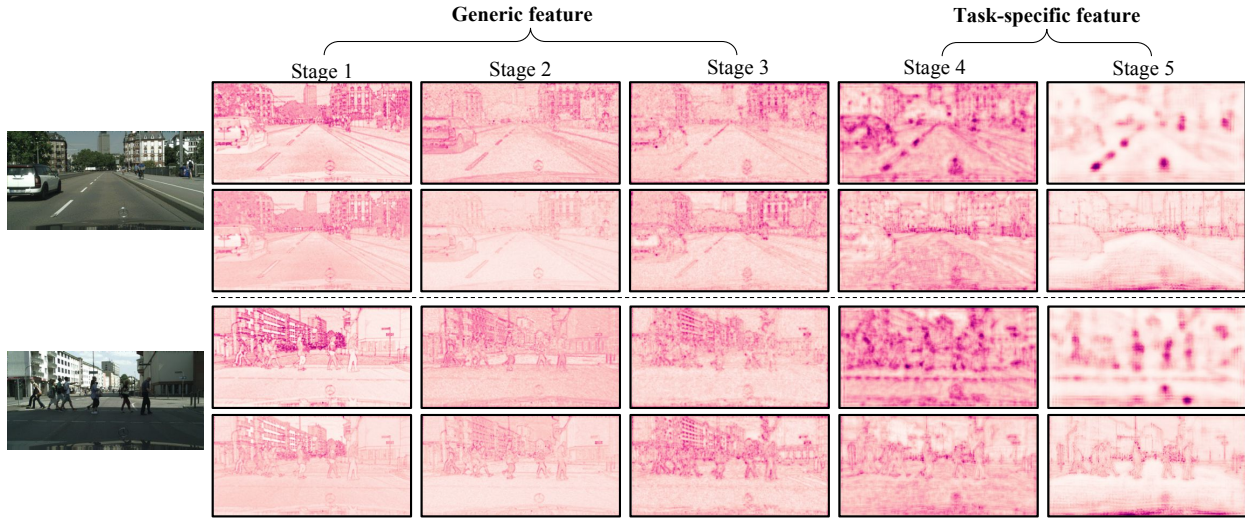 Generic feature
Task-specific feature
Stage 1
Stage 2
Stage 3
Stage 4
Stage 5